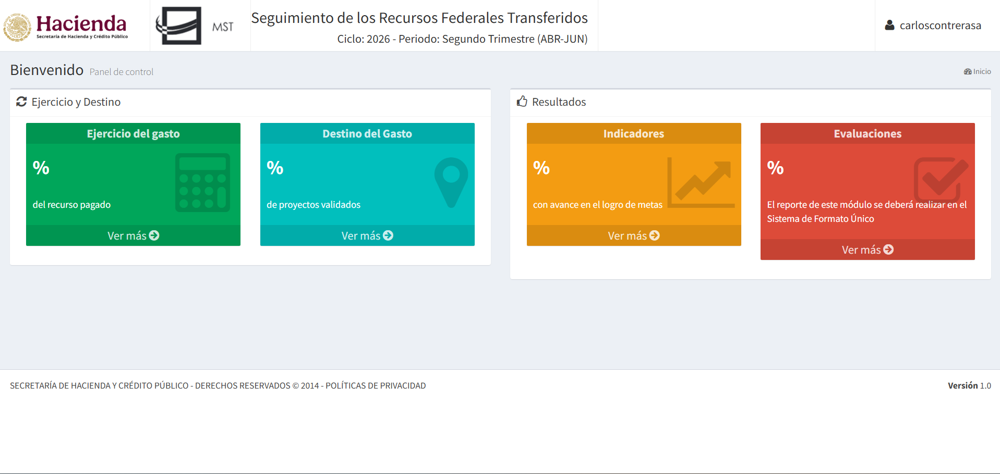 Hacienda
Secretaría de Hacienda y Crédito Público
MST
Seguimiento de los Recursos Federales Transferidos
Ciclo: 2026 - Periodo: Segundo Trimestre (ABR-JUN)
carloscontrerasa
Bienvenido Panel de control
Inicio
Ejercicio y Destino
Ejercicio del gasto
%
del recurso pagado
Ver más
Destino del Gasto
%
de proyectos validados
Ver más
Resultados
Indicadores
%
con avance en el logro de metas
Ver más
Evaluaciones
%
El reporte de este módulo se deberá realizar en el
Sistema de Formato Único
Ver más
SECRETARÍA DE HACIENDA Y CRÉDITO PÚBLICO - DERECHOS RESERVADOS © 2014 - POLÍTICAS DE PRIVACIDAD
Versión 1.0